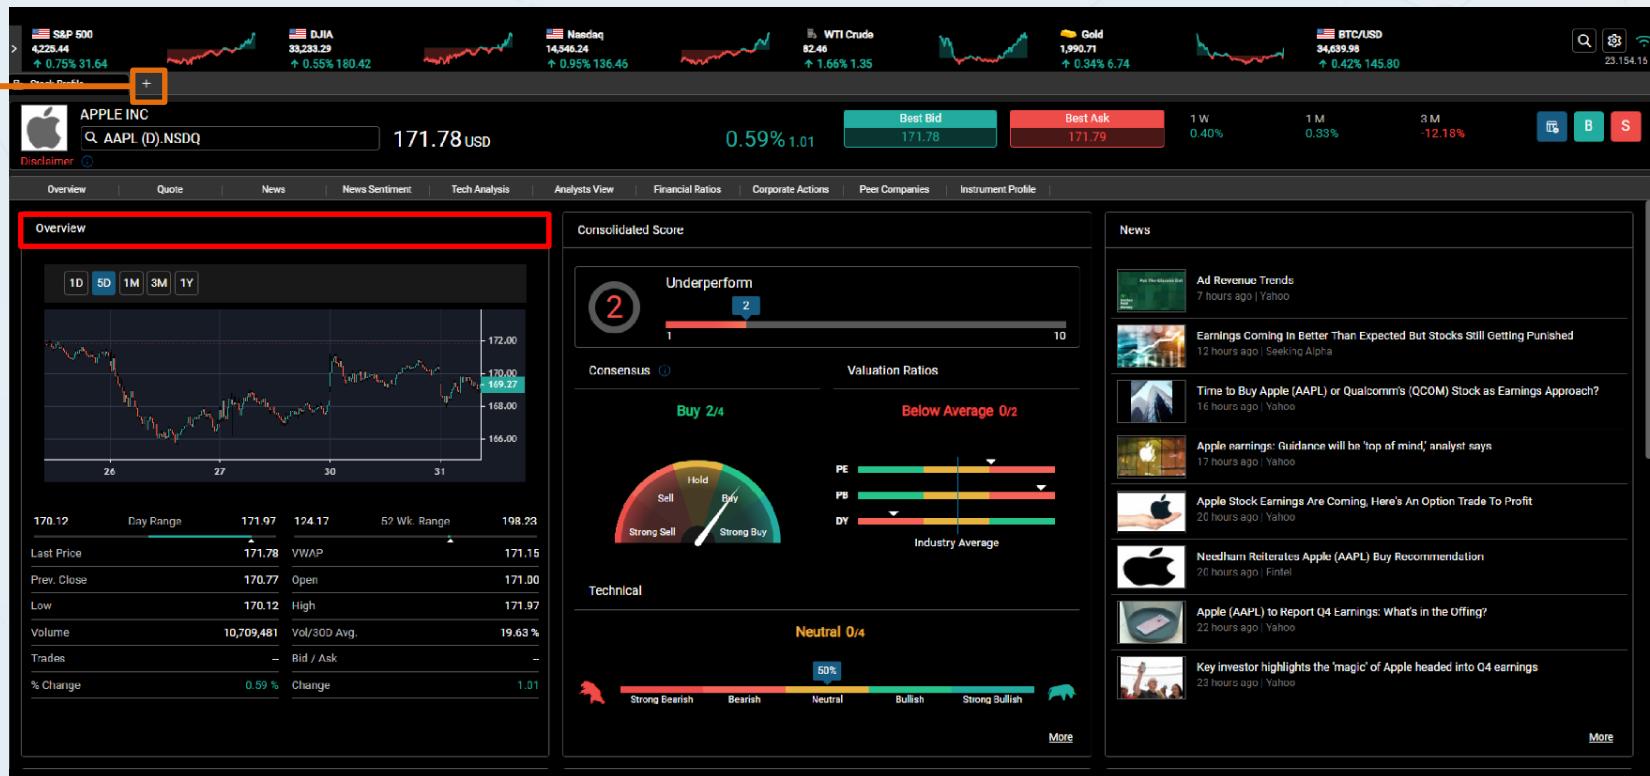 S&P 500
4,225.44
↑ 0.75% 31.64
DJIA
33,233.29
↑ 0.55% 180.42
Nasdaq
14,546.24
↑ 0.95% 136.46
WTI Crude
82.46
↑ 1.66% 1.35
Gold
1,990.71
↑ 0.34% 6.74
BTC/USD
34,639.98
↑ 0.42% 145.80
23.154.16
Stock Profile
+
APPLE INC
AAPL (D).NSDQ
Disclaimer
171.78 USD
0.59% 1.01
Best Bid
171.78
Best Ask
171.79
1 W
0.40%
1 M
0.33%
3 M
-12.18%
B
S
Overview
Quote
News
News Sentiment
Tech Analysis
Analysts View
Financial Ratios
Corporate Actions
Peer Companies
Instrument Profile
Overview
1D 5D 1M 3M 1Y
172.00
170.00
169.27
168.00
166.00
26 27 30 31
170.12 Day Range 171.97
124.17 52 Wk. Range 198.23
Last Price 171.78 VWAP 171.15
Prev. Close 170.77 Open 171.00
Low 170.12 High 171.97
Volume 10,709,481 Vol/30D Avg. 19.63 %
Trades -- Bid / Ask --
% Change 0.59 % Change 1.01
Consolidated Score
2
Underperform
2
1 10
Consensus
Buy 2/4
Strong Sell
Sell
Hold
Buy
Strong Buy
Valuation Ratios
Below Average 0/2
PE
PB
DY
Industry Average
Technical
Neutral 0/4
50%
Strong Bearish Bearish Neutral Bullish Strong Bullish
More
News
Ad Revenue Trends
7 hours ago | Yahoo
Earnings Coming In Better Than Expected But Stocks Still Getting Punished
12 hours ago | Seeking Alpha
Time to Buy Apple (AAPL) or Qualcomm's (QCOM) Stock as Earnings Approach?
16 hours ago | Yahoo
Apple earnings: Guidance will be 'top of mind,' analyst says
17 hours ago | Yahoo
Apple Stock Earnings Are Coming, Here's An Option Trade To Profit
20 hours ago | Yahoo
Needham Reiterates Apple (AAPL) Buy Recommendation
20 hours ago | Fintel
Apple (AAPL) to Report Q4 Earnings: What's in the Offing?
22 hours ago | Yahoo
Key investor highlights the 'magic' of Apple headed into Q4 earnings
23 hours ago | Yahoo
More